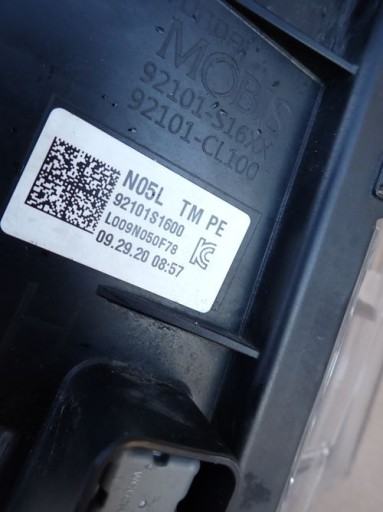 MOBIS
92101-S16XX
92101-CL100
N05L TM PE
92101S1600
L009N050F78
09.29.20 08:57